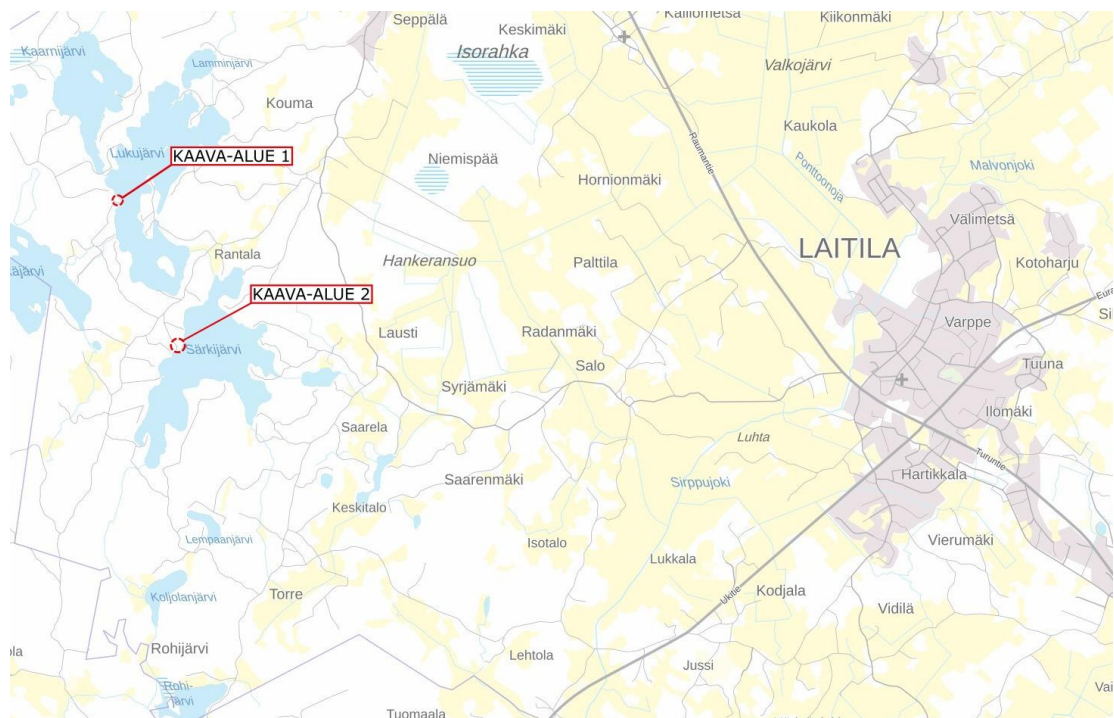 Seppälä
Keskimäki
Kiikonmäki
Kaarnijärvi
Isorahka
Lamminjärvi
Valkojärvi
Kouma
Kaukola
Lukujärvi
KAAVA-ALUE 1
Niemispää
Raumantie
Ponttoonoja
Malvonjoki
Hornionmäki
Välimetsä
LAITILA
Rantala
Hankeransuo
Palttila
Kotoharju
KAAVA-ALUE 2
Lausti
Radanmäki
Varppe
Särkijärvi
Salo
Tuuna
Syrjämäki
Ilomäki
Saarela
Luhta
Turuntie
Saarenmäki
Sirppujoki
Hartikkala
Keskitalo
Lempaanjärvi
Isotalo
Vierumäki
Lukkala
Koljolanjärvi
Torre
Ukitie
Kodjala
Vidilä
Rohijärvi
Lehtola
Jussi
Rohi-
järvi
Tuomaala